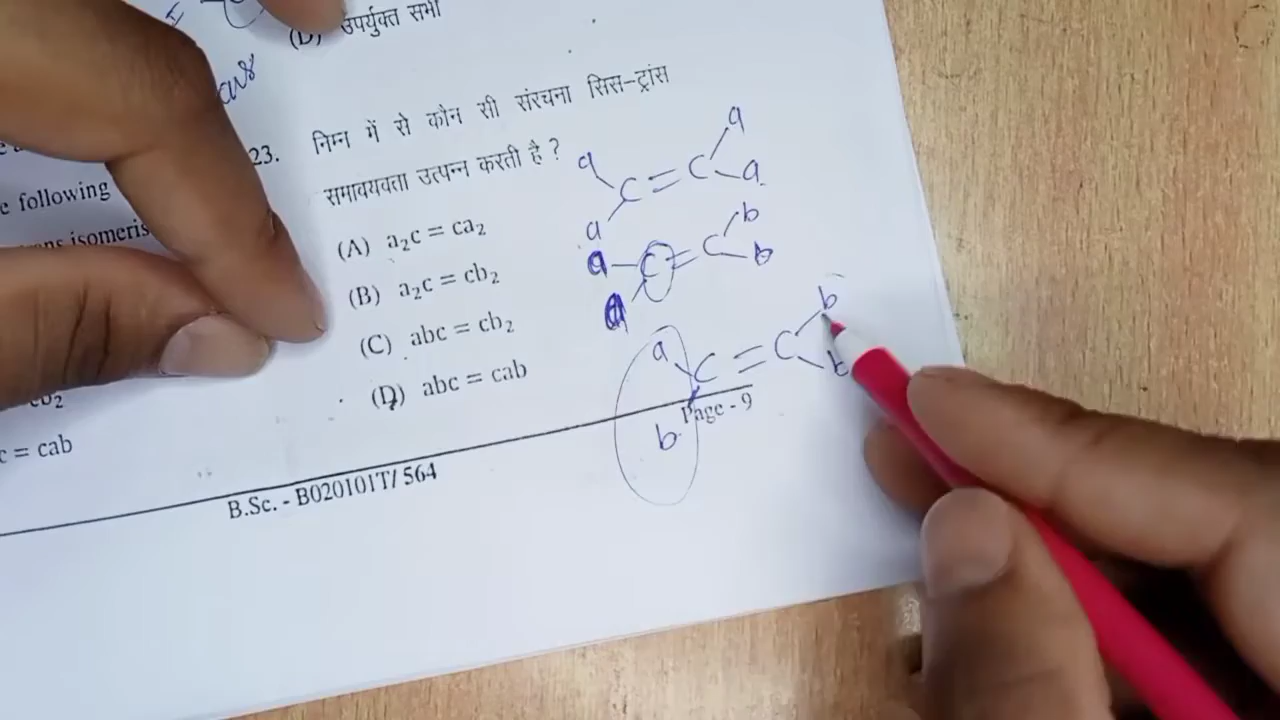 (D) उपर्युक्त सभी
23. निम्न में से कौन सी संरचना सिस-ट्रांस
समावयवता उत्पन्न करती है ?
(A) a₂c = ca₂
(B) a₂c = cb₂
(C) abc = cb₂
(D) abc = cab
Page - 9
B.Sc. - B020101T/ 564
following
isomeris
= cab
a a
C = C
a a
a b
C = C
a b
a b
C = C
b b